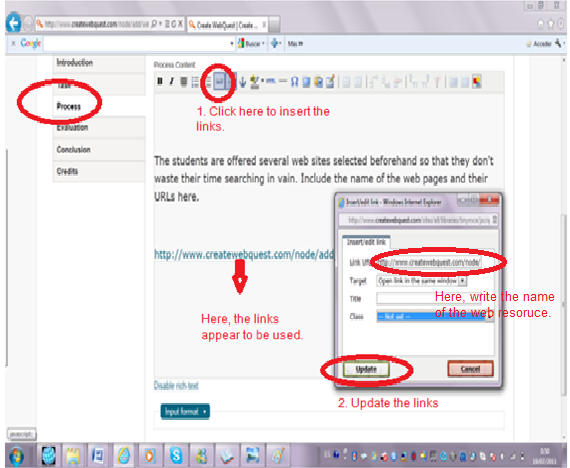 http://www.createwebquest.com/node/add/we
Create WebQuest | Create ...
x Google
Buscar
Más »
Acceder
Introduction
Process Content
Task
Process
Evaluation
Conclusion
Credits
1. Click here to insert the
links.
The students are offered several web sites selected beforehand so that they don't
waste their time searching in vain. Include the name of the web pages and their
URLs here.
http://www.createwebquest.com/node/add
Here, the links
appear to be used.
Insert/edit link - Windows Internet Explorer
http://www.createwebquest.com/sites/all/libraries/tinymce/jscrip
Insert/edit link
Link URL http://www.createwebquest.com/node/
Target Open link in the same window
Title
Class -- Not set --
Here, write the name
of the web resoruce.
Update
Cancel
2. Update the links
Disable rich-text
Input format
javascript:;
ES
0:50
19/07/2011